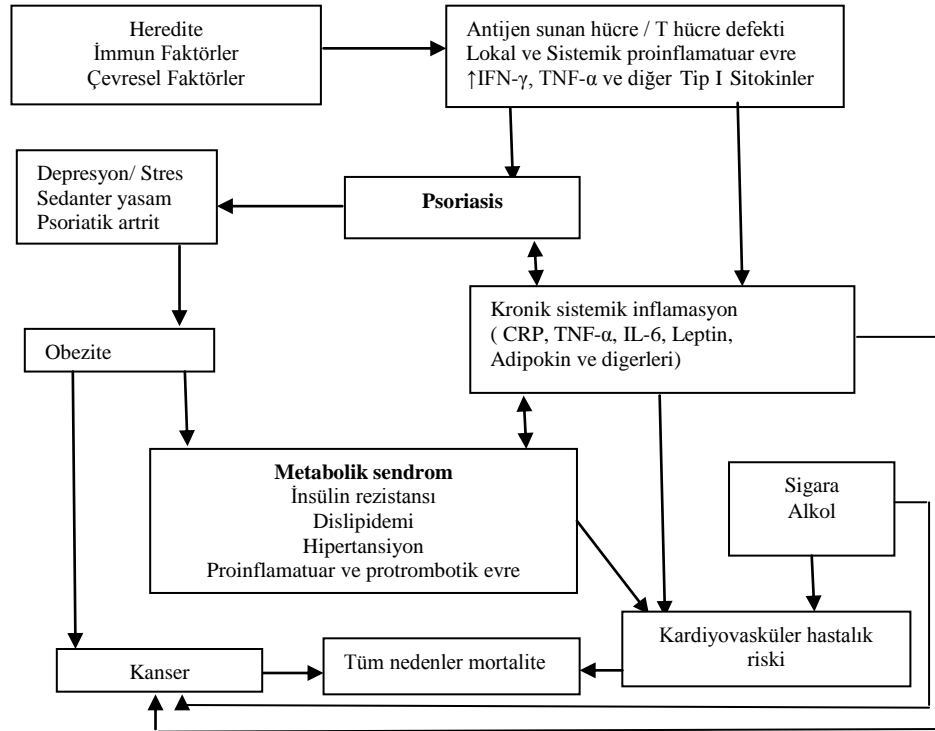 Heredite
İmmun Faktörler
Çevresel Faktörler
Antijen sunan hücre / T hücre defekti
Lokal ve Sistemik proinflamatuar evre
↑IFN-γ, TNF-α ve diğer Tip I Sitokinler
Depresyon/ Stres
Sedanter yasam
Psoriatik artrit
Psoriasis
Kronik sistemik inflamasyon
( CRP, TNF-α, IL-6, Leptin,
Adipokin ve digerleri)
Obezite
Metabolik sendrom
İnsülin rezistansı
Dislipidemi
Hipertansiyon
Proinflamatuar ve protrombotik evre
Sigara
Alkol
Kardiyovasküler hastalık
riski
Tüm nedenler mortalite
Kanser